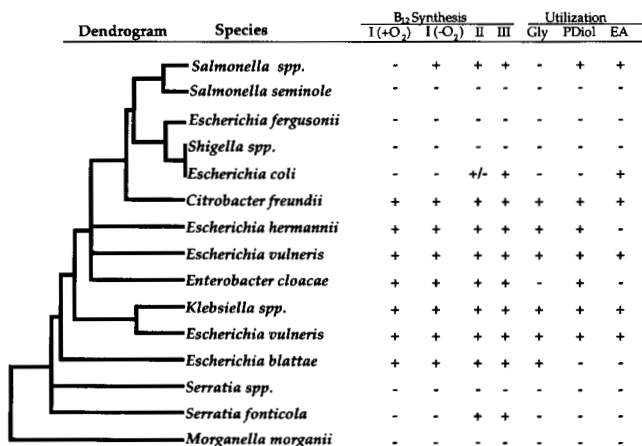 B12 Synthesis Utilization
Dendrogram Species I (+O2) I (-O2) II III Gly PDiol EA
Salmonella spp. - + + + - + +
Salmonella seminole - - - - - - -
Escherichia fergusonii - - - - - - -
Shigella spp. - - - - - - -
Escherichia coli - - +/- + - - +
Citrobacter freundii + + + + + + +
Escherichia hermannii + + + + + + -
Escherichia vulneris + + + + + + +
Enterobacter cloacae + + + + - + -
Klebsiella spp. + + + + + + +
Escherichia vulneris + + + + + + +
Escherichia blattae + + + + + - -
Serratia spp. - - - - - - -
Serratia fonticola - - + + - - -
Morganella morganii - - - - - - -